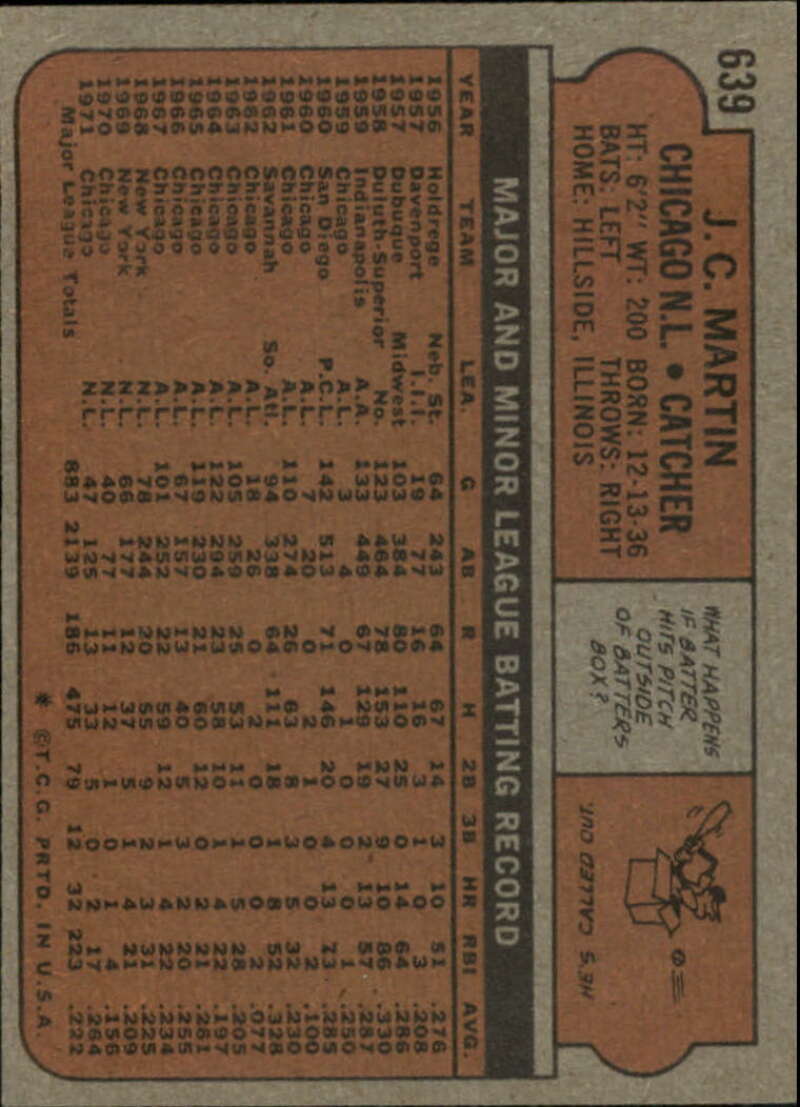 639
J. C. MARTIN
CHICAGO N.L. • CATCHER
HT: 6'2" WT: 200 BORN: 12-13-36
BATS: LEFT THROWS: RIGHT
HOME: HILLSIDE, ILLINOIS
WHAT HAPPENS
IF BATTER
HITS PITCH
OUTSIDE
OF BATTERS
BOX?
HE'S CALLED OUT.
MAJOR AND MINOR LEAGUE BATTING RECORD
YEAR TEAM LEA. G AB R H 2B 3B HR RBI AVG.
1956 Holdrege Neb. St. 64 243 64 67 14 3 10 51 .276
1957 Davenport I.I.I. 19 77 16 16 3 1 0 3 .208
1957 Dubuque Midwest 103 384 80 110 25 0 14 64 .286
1958 Duluth-Superior No. 123 464 78 153 27 9 10 86 .330
1959 Indianapolis A.A. 133 449 67 129 19 2 13 57 .287
1959 Chicago A.L. 3 4 0 1 0 0 0 1 .250
1960 San Diego P.C.L. 142 513 71 146 20 4 13 73 .285
1960 Chicago A.L. 7 20 0 2 1 0 0 2 .100
1961 Chicago A.L. 110 274 26 63 8 3 5 32 .230
1962 Savannah So. Atl. 94 338 64 111 18 1 8 52 .328
1962 Chicago A.L. 18 26 0 2 0 0 0 2 .077
1963 Chicago A.L. 105 259 25 53 11 1 5 28 .205
1964 Chicago A.L. 122 294 23 58 10 1 4 22 .197
1965 Chicago A.L. 119 230 21 60 12 0 2 21 .261
1966 Chicago A.L. 67 157 13 40 5 3 2 20 .255
1967 Chicago A.L. 101 252 22 59 12 1 4 22 .234
1968 New York N.L. 78 244 20 55 9 2 3 31 .225
1969 New York N.L. 66 177 12 37 5 1 4 21 .209
1970 Chicago N.L. 40 77 11 12 1 0 1 4 .156
1971 Chicago N.L. 47 125 13 33 5 0 2 17 .264
Major League Totals 883 2139 186 475 79 12 32 223 .222
* ©T.C.G. PRTD. IN U.S.A.